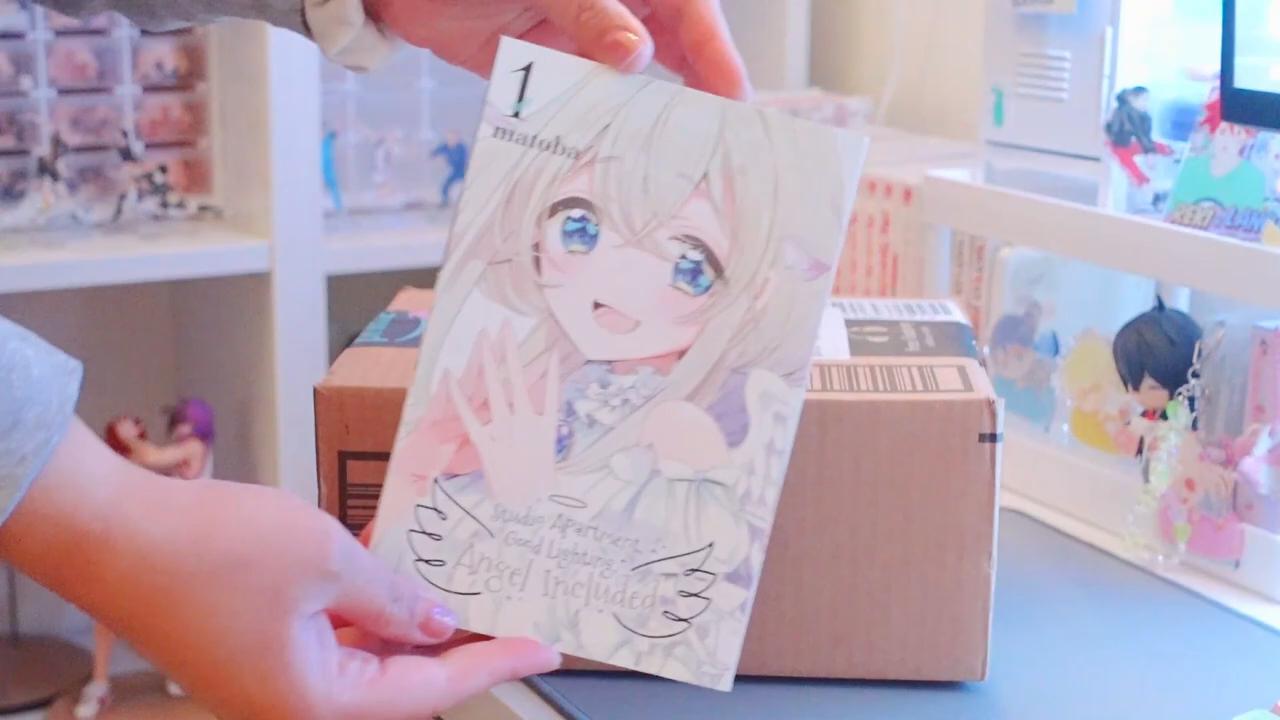 1
matoba
Studio Apartment,
Good Lighting,
Angel Included